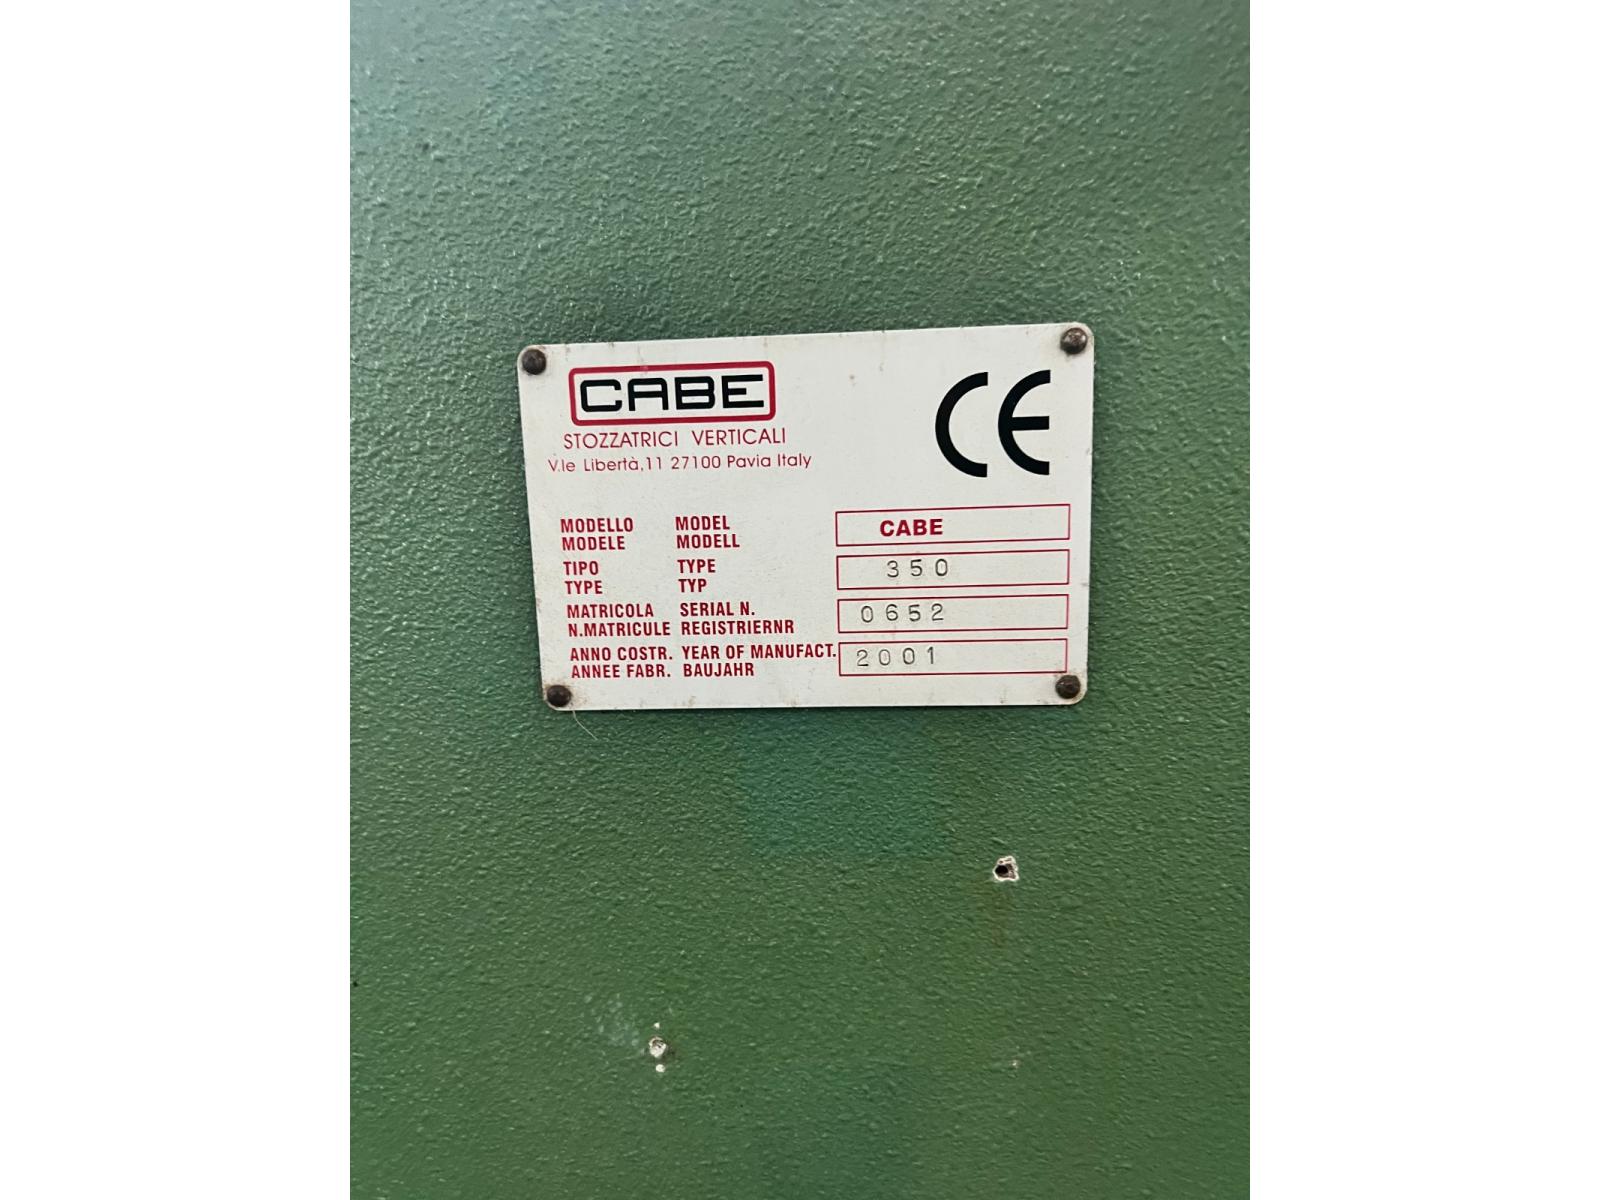 CABE
CE
STOZZATRICI VERTICALI
V.le Libertà,11 27100 Pavia Italy
MODELLO MODEL CABE
MODELE MODELL
TIPO TYPE 350
TYPE TYP
MATRICOLA SERIAL N. 0652
N.MATRICULE REGISTRIERNR
ANNO COSTR. YEAR OF MANUFACT. 2001
ANNEE FABR. BAUJAHR